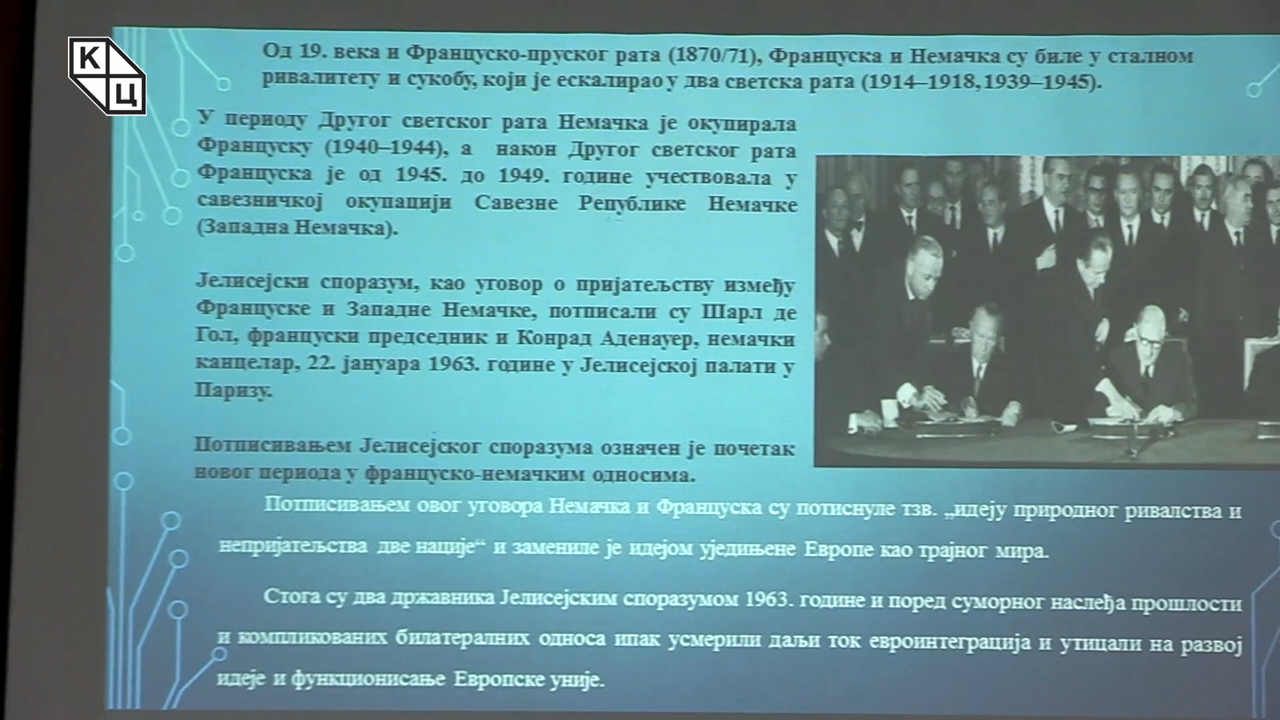 КЦ
Од 19. века и Француско-пруског рата (1870/71), Француска и Немачка су биле у сталном
ривалитету и сукобу, који је ескалирао у два светска рата (1914–1918,1939–1945).
У периоду Другог светског рата Немачка је окупирала
Француску (1940–1944), а након Другог светског рата
Француска је од 1945. до 1949. године учествовала у
савезничкој окупацији Савезне Републике Немачке
(Западна Немачка).
Јелисејски споразум, као уговор о пријатељству између
Француске и Западне Немачке, потписали су Шарл де
Гол, француски председник и Конрад Аденауер, немачки
канцелар, 22. јануара 1963. године у Јелисејској палати у
Паризу.
Потписивањем Јелисејског споразума означен је почетак
новог периода у француско-немачким односима.
Потписивањем овог уговора Немачка и Француска су потиснуле тзв. „идеју природног ривалства и
непријатељства две нације“ и замениле је идејом уједињене Европе као трајног мира.
Стога су два државника Јелисејским споразумом 1963. године и поред суморног наслеђа прошлости
и компликованих билатералних односа ипак усмерили даљи ток евроинтеграција и утицали на развој
идеје и функционисање Европске уније.